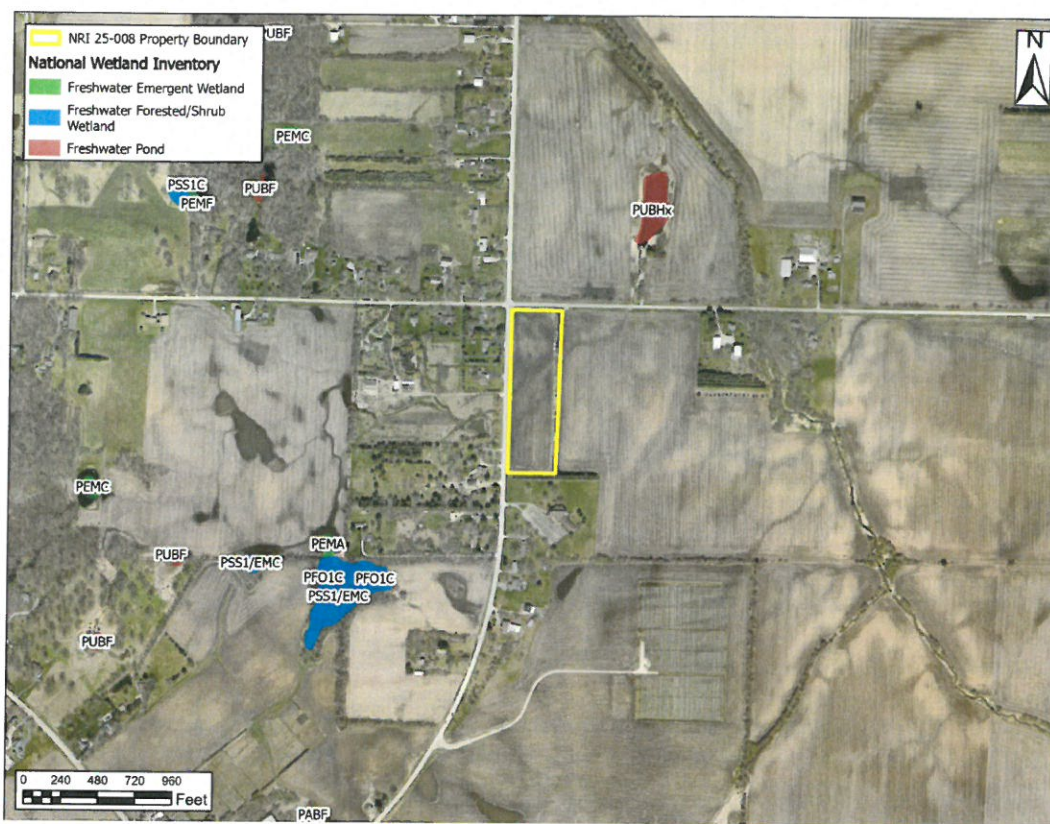 NRI 25-008 Property Boundary
National Wetland Inventory
Freshwater Emergent Wetland
Freshwater Forested/Shrub
Wetland
Freshwater Pond
PUBF
N
PEMC
PSS1C
PEMF
PUBF
PUBHx
PEMC
PUBF
PSS1/EMC
PEMA
PFO1C
PFO1C
PSS1/EMC
PUBF
0 240 480 720 960
Feet
PABF